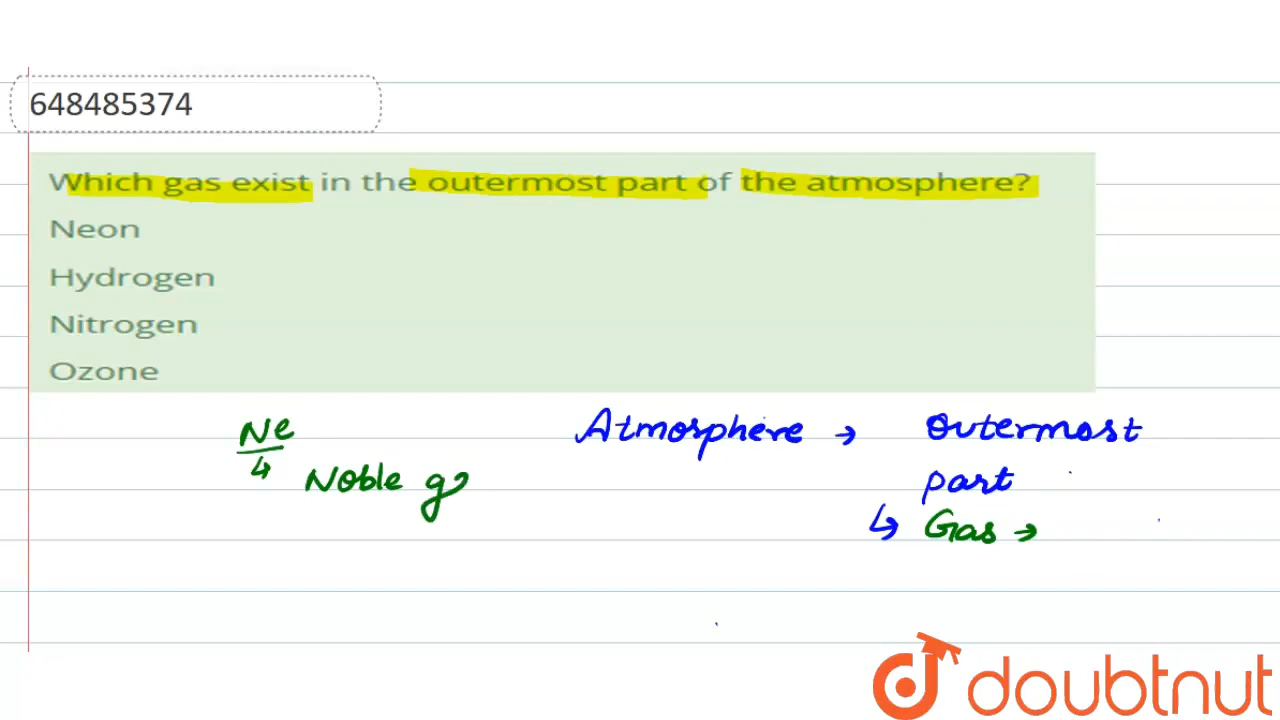 648485374
Which gas exist in the outermost part of the atmosphere?
Neon
Hydrogen
Nitrogen
Ozone
Ne
Noble g
Atmosphere → Outermost
part
↳ Gas →
doubtnut